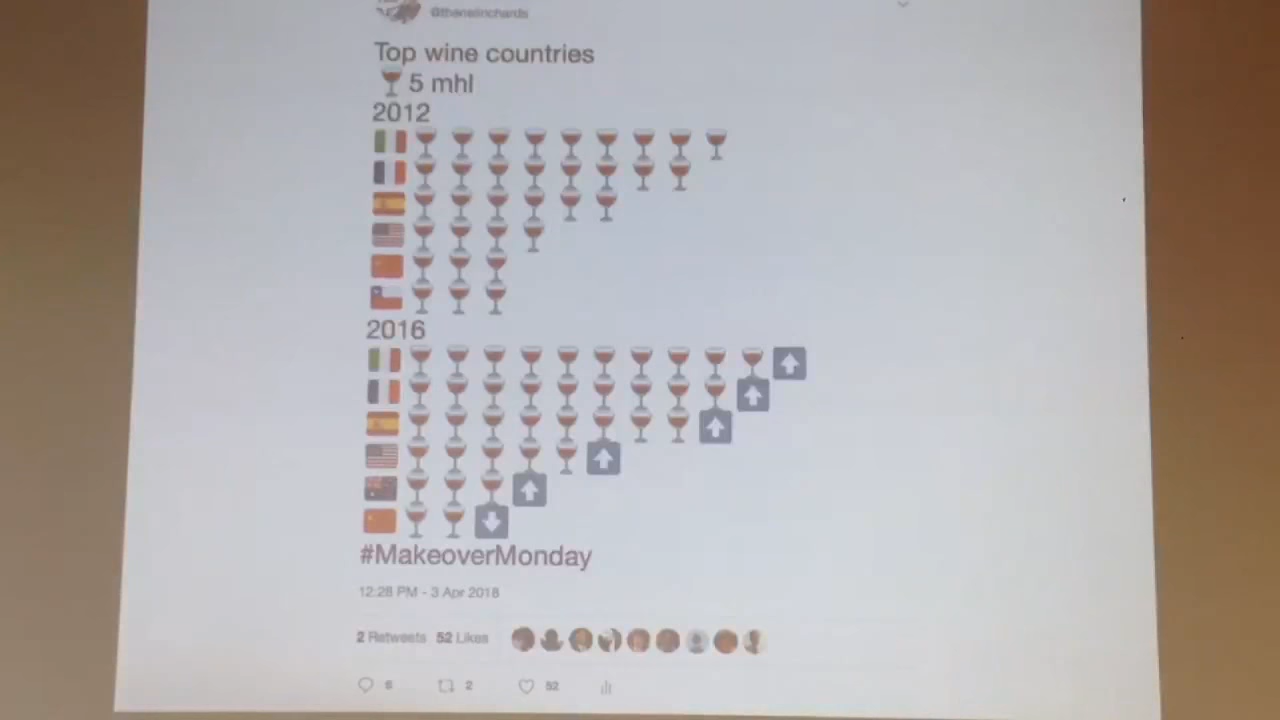 Top wine countries
5 mhl
2012
2016
#MakeoverMonday
12:28 PM - 3 Apr 2018
2 Retweets 52 Likes
6 2 52